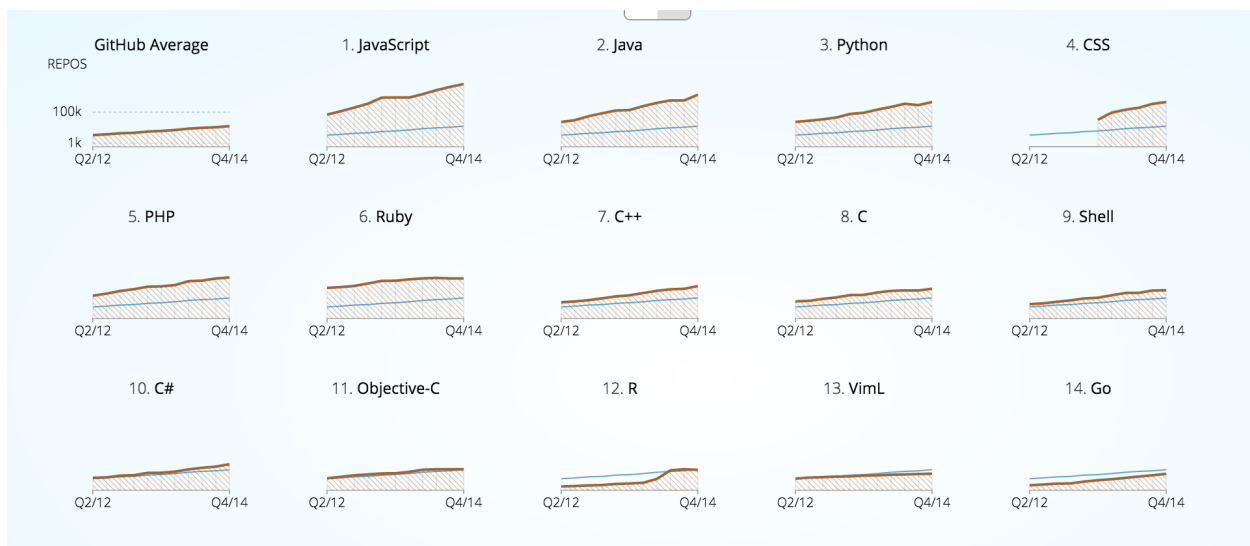 GitHub Average
REPOS
100k
1k
Q2/12 Q4/14
1. JavaScript
Q2/12 Q4/14
2. Java
Q2/12 Q4/14
3. Python
Q2/12 Q4/14
4. CSS
Q2/12 Q4/14
5. PHP
Q2/12 Q4/14
6. Ruby
Q2/12 Q4/14
7. C++
Q2/12 Q4/14
8. C
Q2/12 Q4/14
9. Shell
Q2/12 Q4/14
10. C#
Q2/12 Q4/14
11. Objective-C
Q2/12 Q4/14
12. R
Q2/12 Q4/14
13. VimL
Q2/12 Q4/14
14. Go
Q2/12 Q4/14